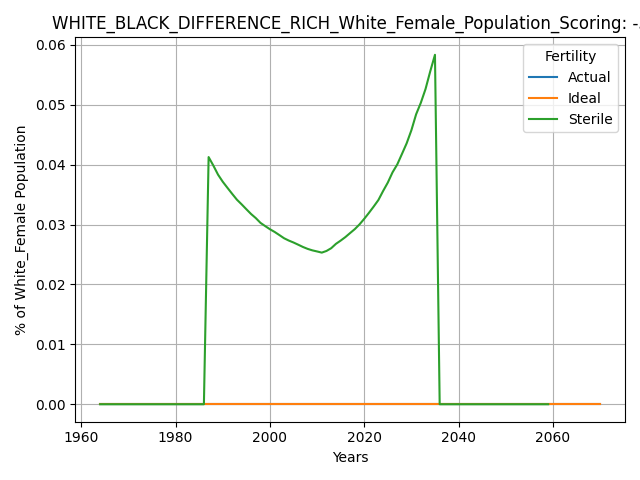 WHITE_BLACK_DIFFERENCE_RICH_White_Female_Population_Scoring: -.
Fertility
Actual
Ideal
Sterile
% of White_Female Population
0.06
0.05
0.04
0.03
0.02
0.01
0.00
1960 1980 2000 2020 2040 2060
Years